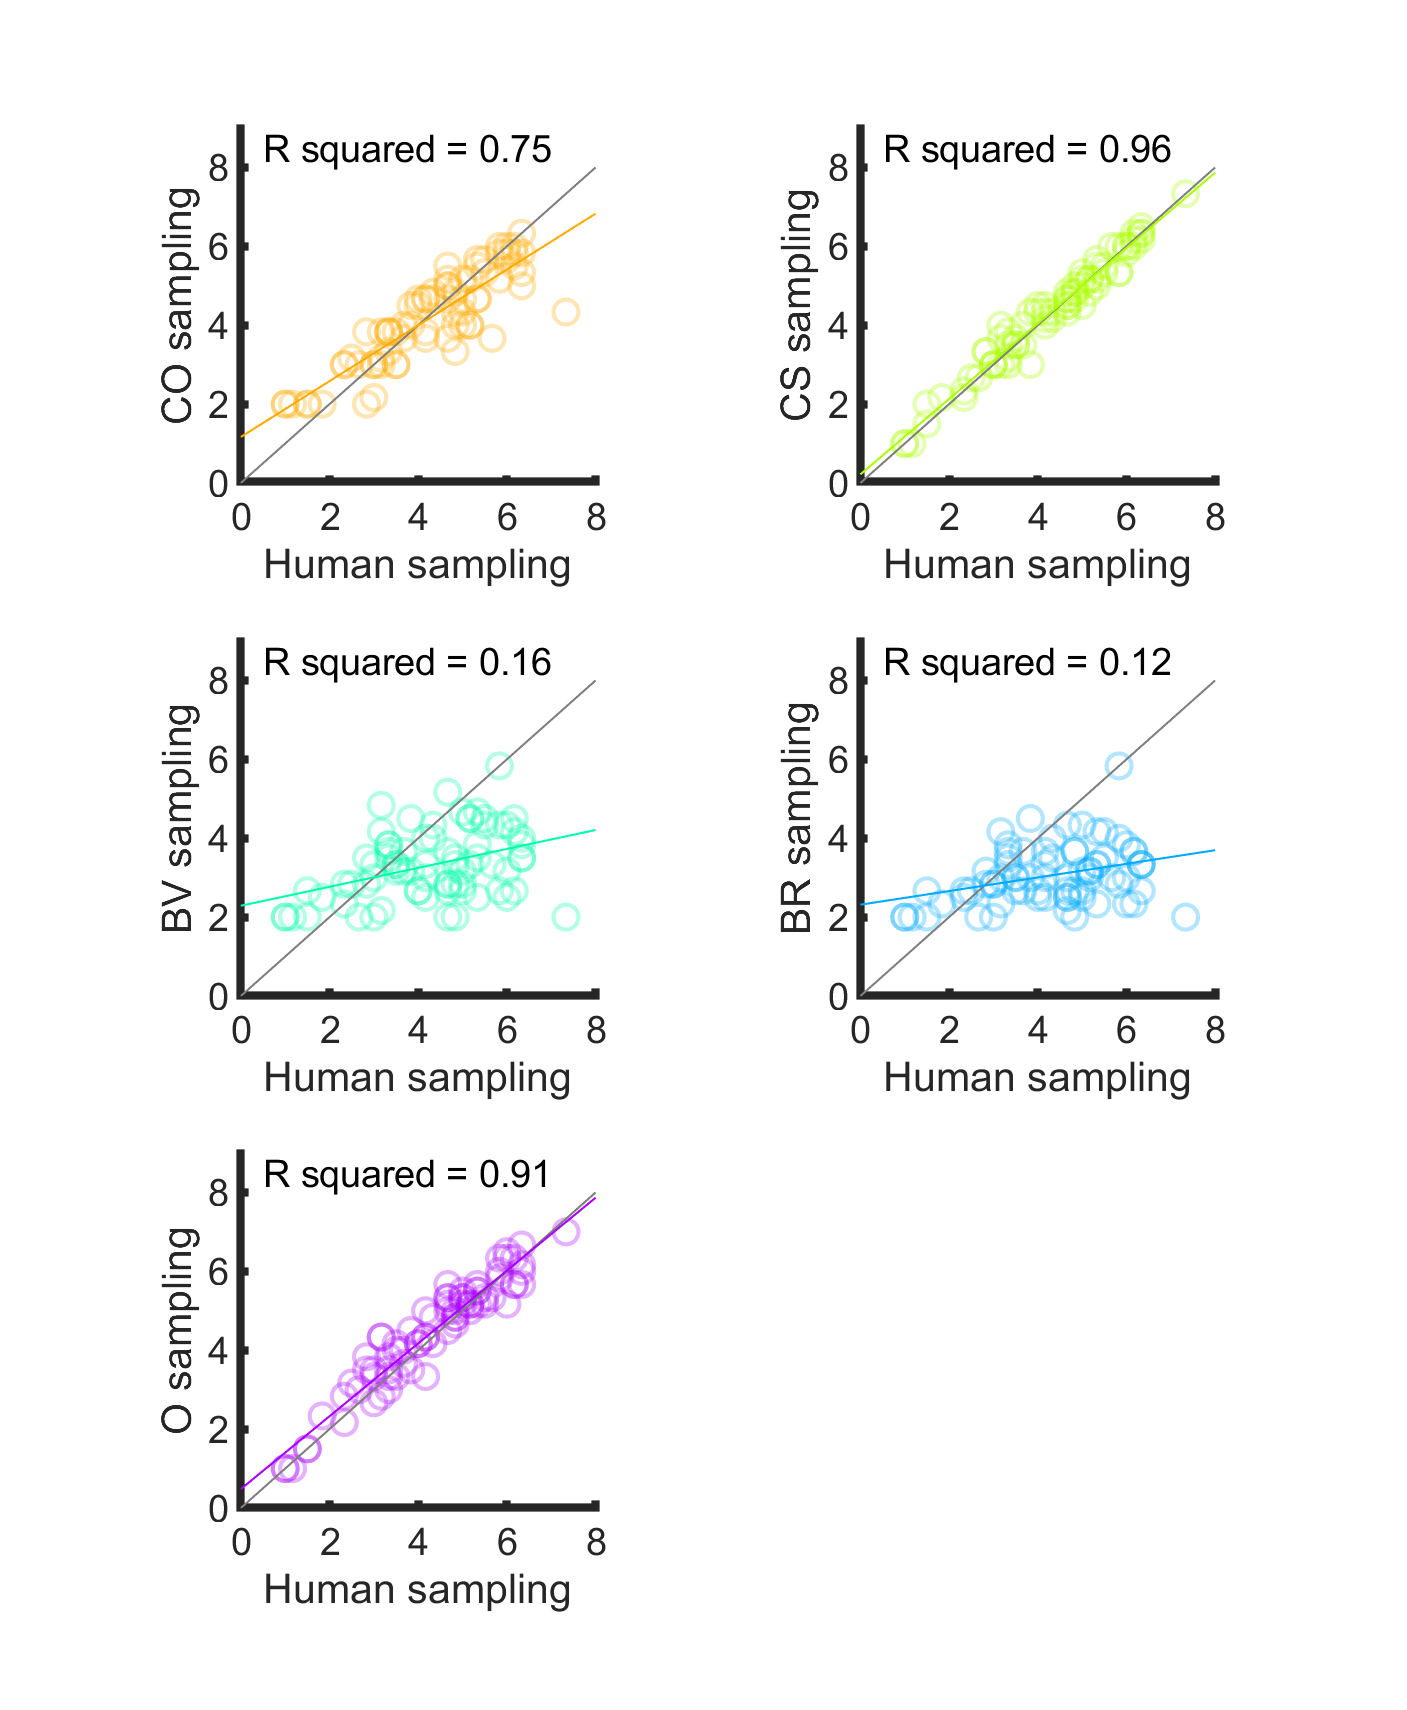 R squared = 0.75
CO sampling
8
6
4
2
0
0 2 4 6 8
Human sampling
R squared = 0.96
CS sampling
8
6
4
2
0
0 2 4 6 8
Human sampling
R squared = 0.16
BV sampling
8
6
4
2
0
0 2 4 6 8
Human sampling
R squared = 0.12
BR sampling
8
6
4
2
0
0 2 4 6 8
Human sampling
R squared = 0.91
O sampling
8
6
4
2
0
0 2 4 6 8
Human sampling